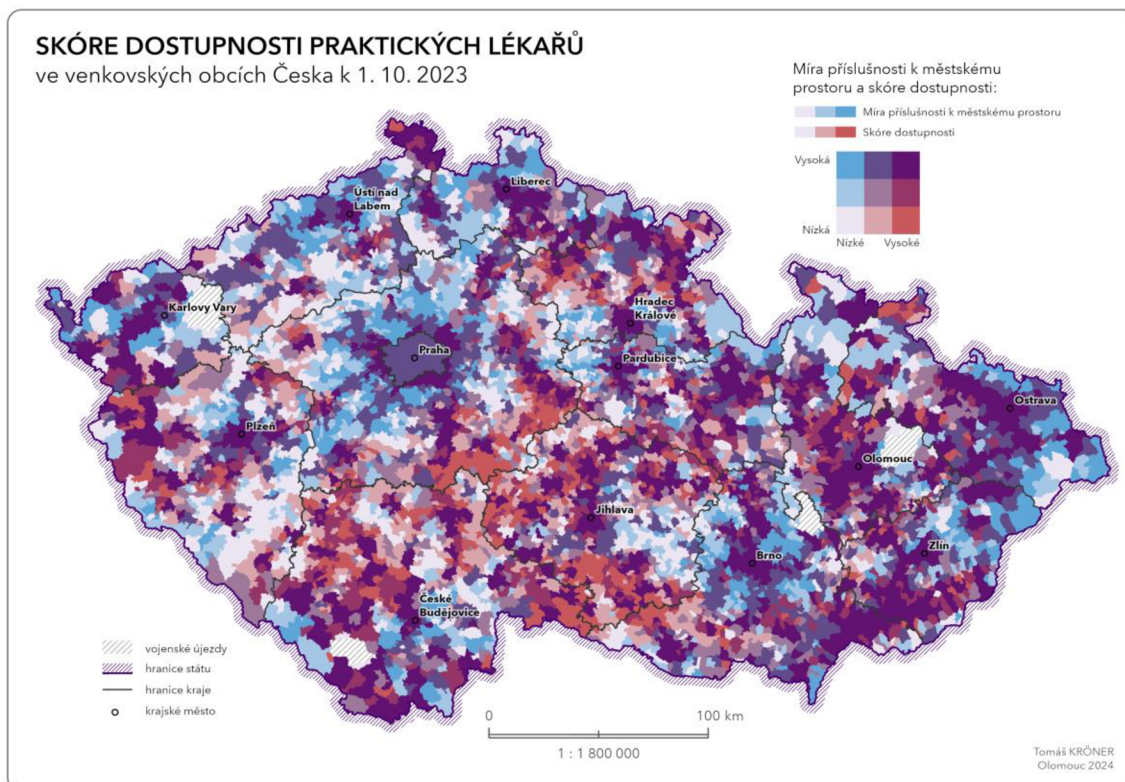 SKÓRE DOSTUPNOSTI PRAKTICKÝCH LÉKAŘŮ
ve venkovských obcích Česka k 1. 10. 2023
Míra příslušnosti k městskému
prostoru a skóre dostupnosti:
Míra příslušnosti k městskému prostoru
Skóre dostupnosti
Vysoká
Nízká
Nízké
Vysoké
Liberec
Ústí nad
Labem
Karlovy Vary
Hradec
Králové
Praha
Pardubice
Ostrava
Plzeň
Olomouc
Jihlava
Zlín
Brno
České
Budějovice
vojenské újezdy
hranice státu
hranice kraje
krajské město
0
100 km
1 : 1 800 000
Tomáš KRÖNER
Olomouc 2024